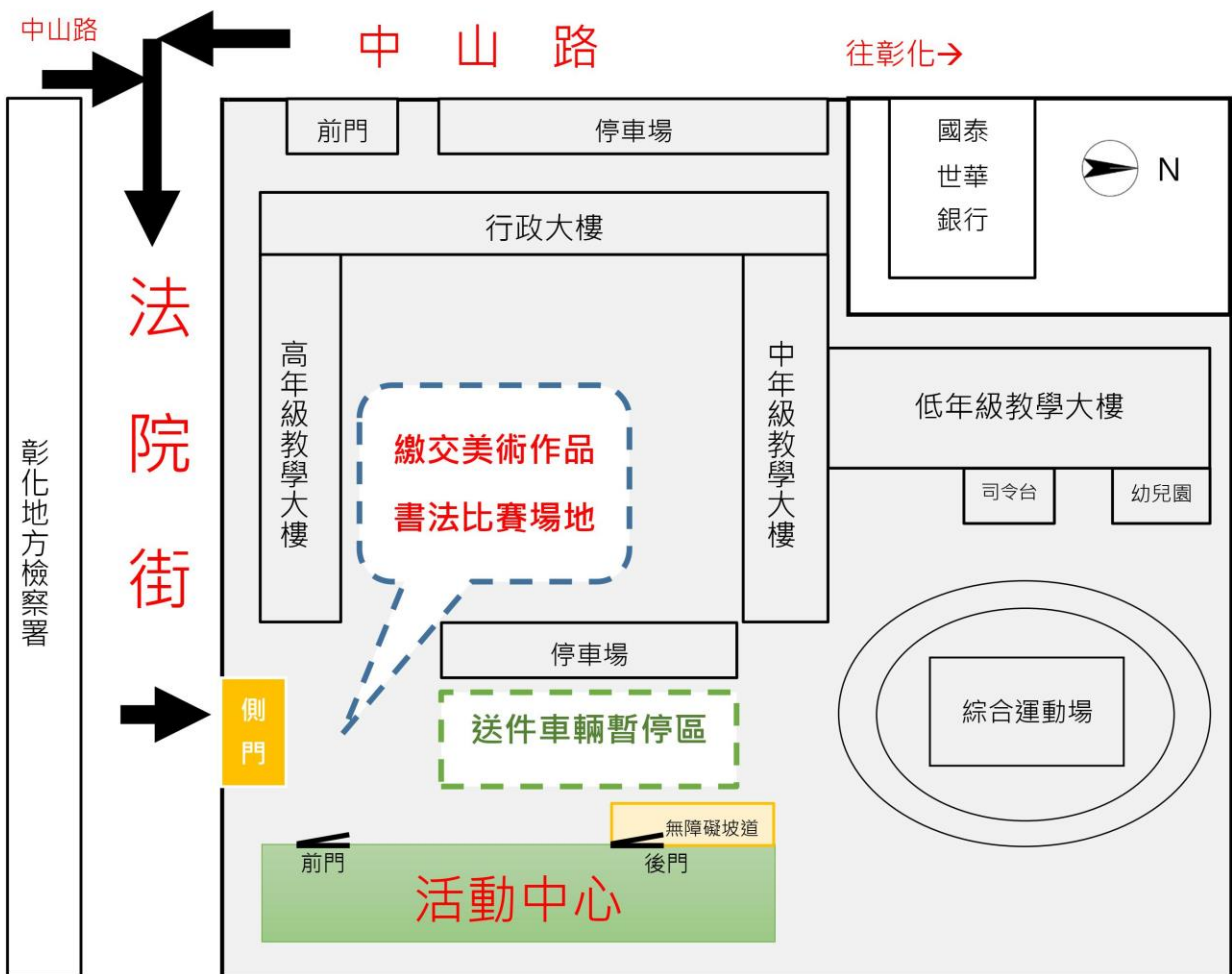 中山路
中山路
往彰化→
前門
停車場
國泰
世華
銀行
N
行政大樓
法院街
彰化地方檢察署
高年級教學大樓
中年級教學大樓
低年級教學大樓
繳交美術作品
書法比賽場地
司令台
幼兒園
停車場
側門
送件車輛暫停區
綜合運動場
無障礙坡道
前門
後門
活動中心